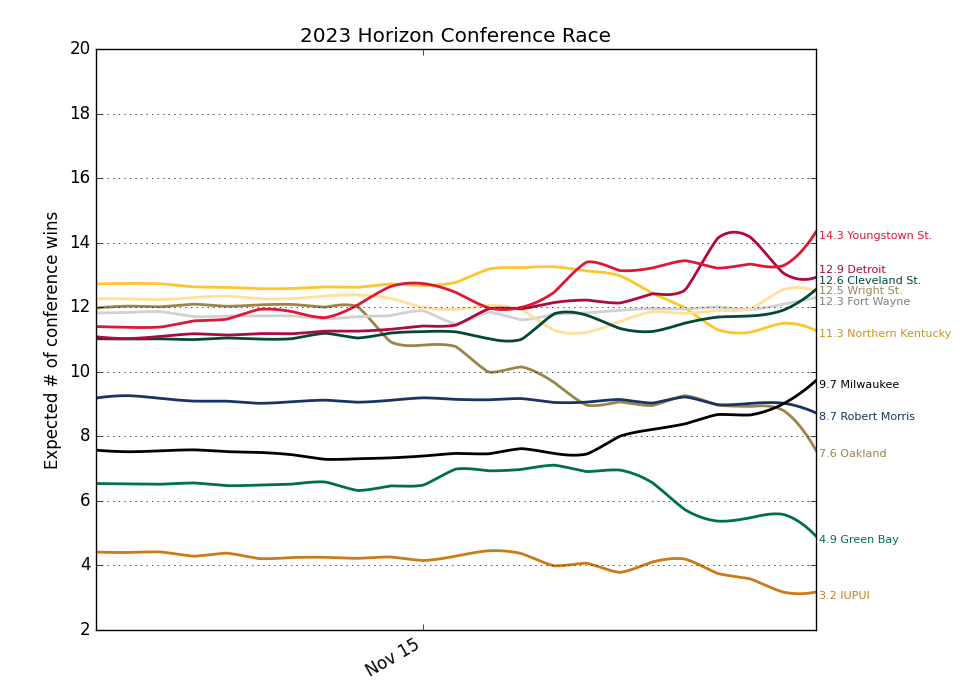 2023 Horizon Conference Race
Expected # of conference wins
20
18
16
14
12
10
8
6
4
2
Nov 15
14.3 Youngstown St.
12.9 Detroit
12.6 Cleveland St.
12.5 Wright St.
12.3 Fort Wayne
11.3 Northern Kentucky
9.7 Milwaukee
8.7 Robert Morris
7.6 Oakland
4.9 Green Bay
3.2 IUPUI